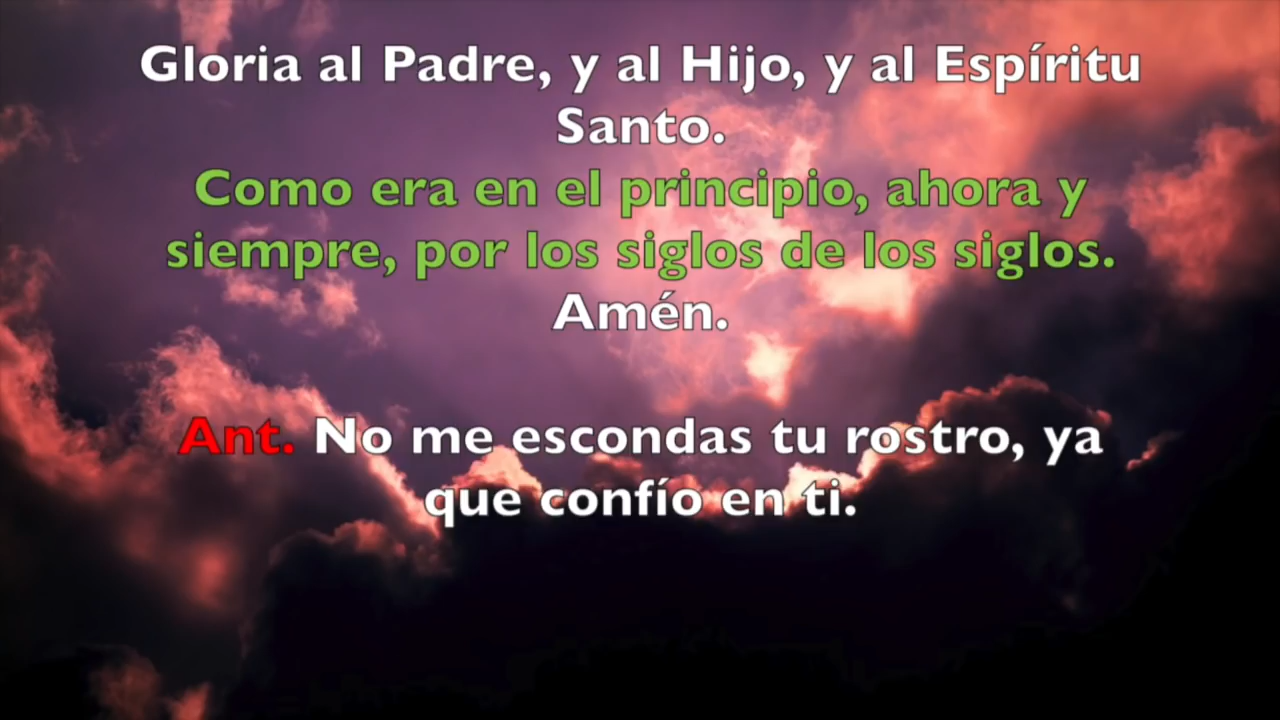 Gloria al Padre, y al Hijo, y al Espíritu
Santo.
Como era en el principio, ahora y
siempre, por los siglos de los siglos.
Amén.
Ant. No me escondas tu rostro, ya
que confío en ti.